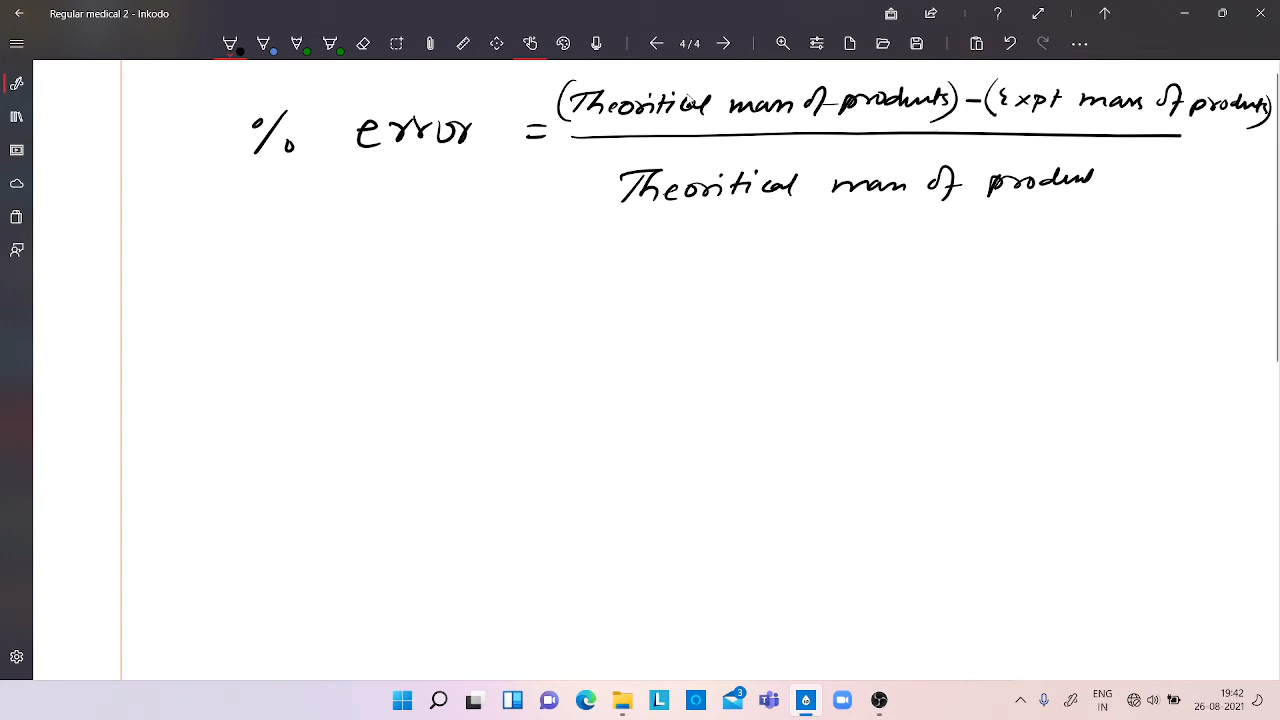 Regular medical 2 - Inkodo
4/4
(Theoritical mass of products) - (Expt mass of products)
% error =
Theoritical mass of product
3
ENG
IN
19:42
26-08-2021